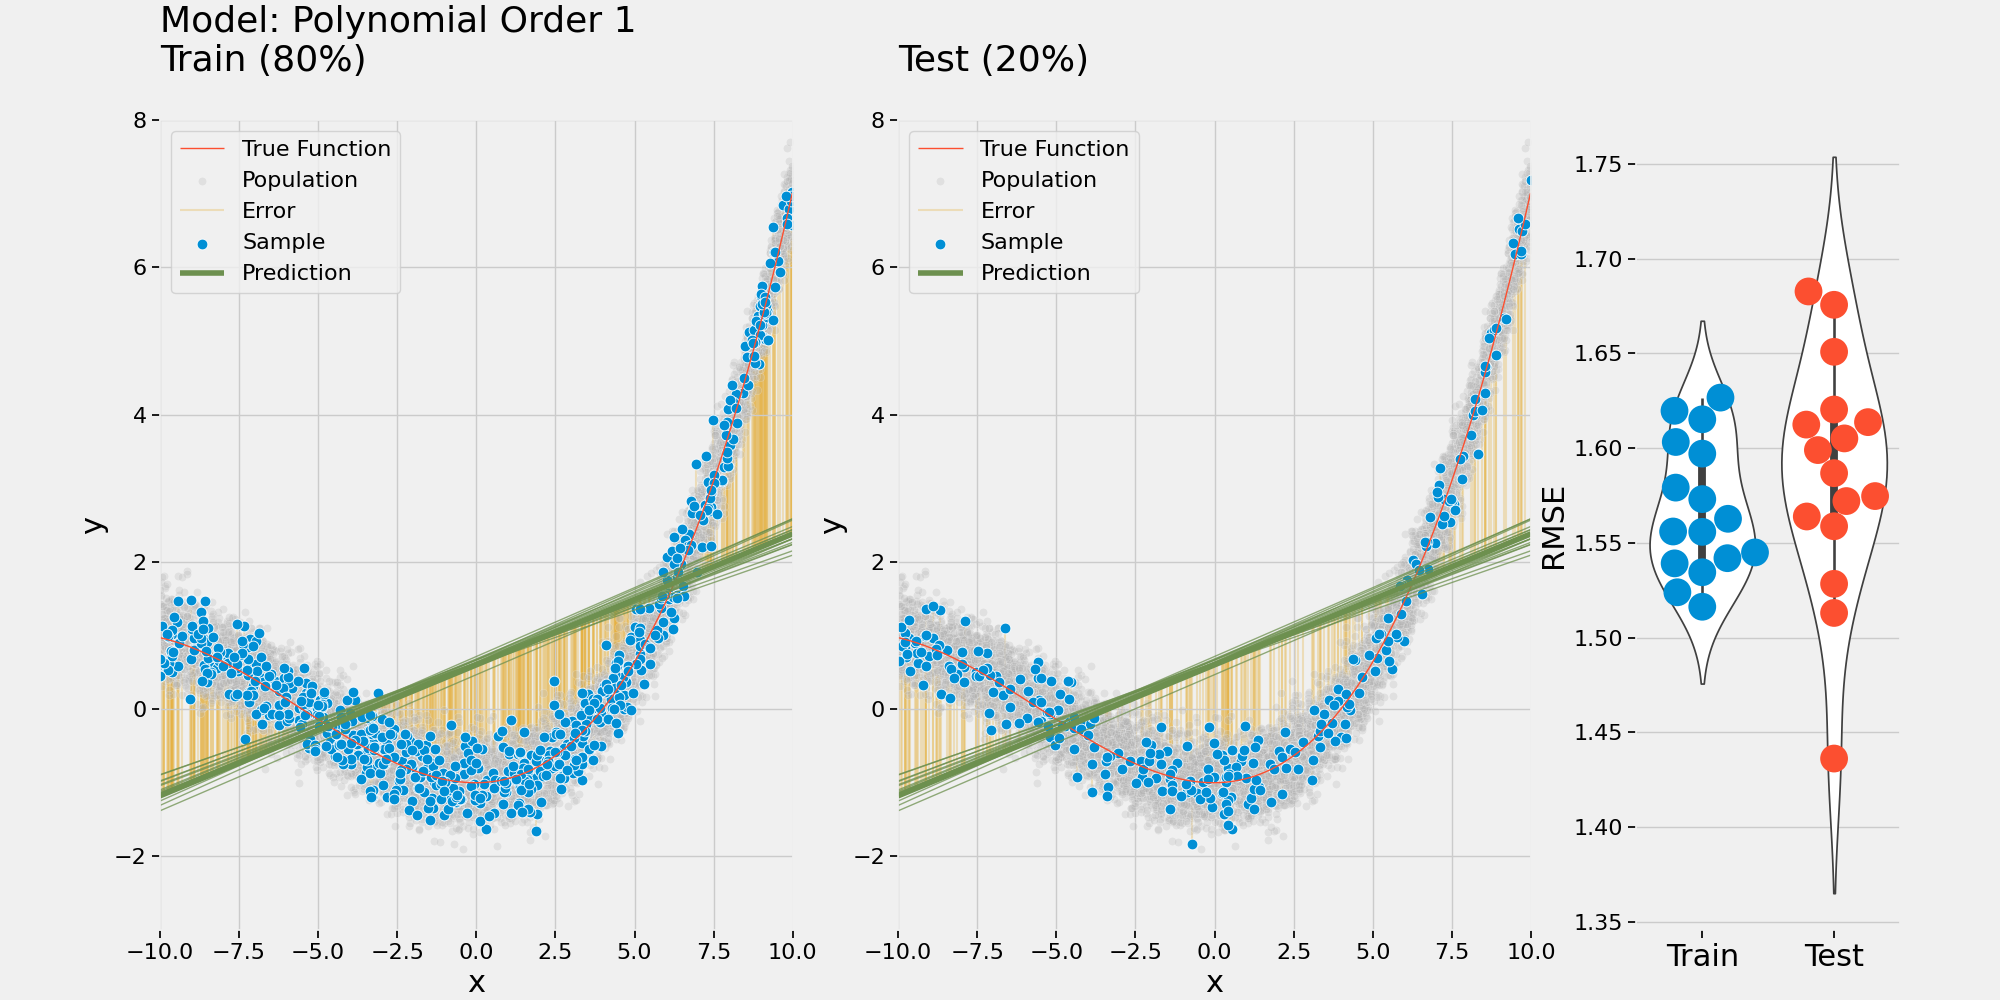 Model: Polynomial Order 1
Train (80%)
8
6
4
2
0
−2
y
True Function
Population
Error
Sample
Prediction
−10.0 −7.5 −5.0 −2.5 0.0 2.5 5.0 7.5 10.0
x
Test (20%)
8
6
4
2
0
−2
y
True Function
Population
Error
Sample
Prediction
−10.0 −7.5 −5.0 −2.5 0.0 2.5 5.0 7.5 10.0
x
1.75
1.70
1.65
1.60
1.55
1.50
1.45
1.40
1.35
RMSE
Train Test